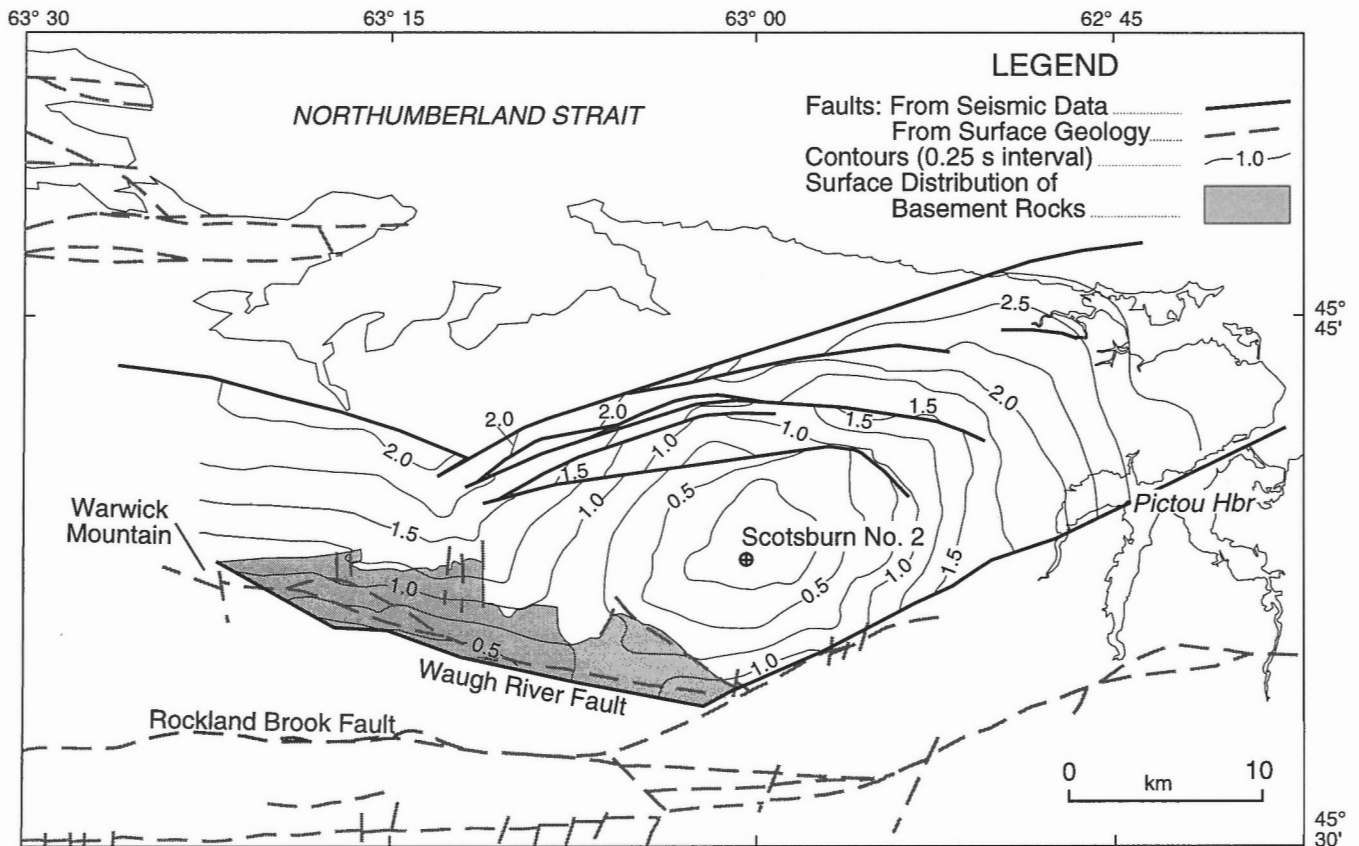 63° 30
63° 15
63° 00
62° 45
LEGEND
Faults: From Seismic Data
From Surface Geology
Contours (0.25 s interval)
1.0
Surface Distribution of
Basement Rocks
NORTHUMBERLAND STRAIT
45°
45'
2.5
2.0
2.0
2.0
1.5
1.5
2.0
1.0
1.0
1.5
0.5
1.0
Warwick
Mountain
1.5
Pictou Hbr
Scotsburn No. 2
1.0
1.5
1.0
0.5
0.5
1.0
Waugh River Fault
Rockland Brook Fault
0
10
km
45°
30'